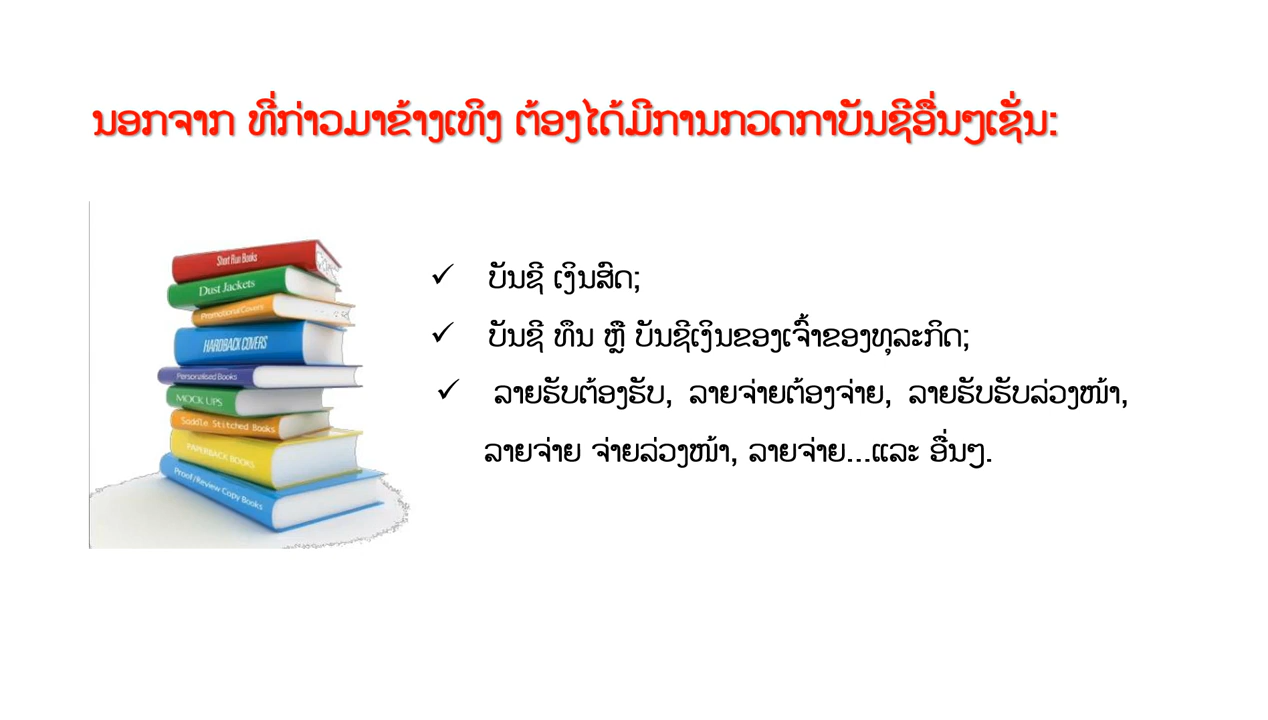 ນອກຈາກ ທີ່ກ່າວມາຂ້າງເທິງ ຕ້ອງໄດ້ມີການກວດກາບັນຊີອື່ນໆເຊັ່ນ:
Short Run Books
Dust Jackets
Promotional Covers
HARDBACK COVERS
Personalised Books
MOCK UPS
Saddle Stitched Books
PAPERBACK BOOKS
Proof/Review Copy Books
✓ ບັນຊີ ເງິນສົດ;
✓ ບັນຊີ ທຶນ ຫຼື ບັນຊີເງິນຂອງເຈົ້າຂອງທຸລະກິດ;
✓ ລາຍຮັບຕ້ອງຮັບ, ລາຍຈ່າຍຕ້ອງຈ່າຍ, ລາຍຮັບຮັບລ່ວງໜ້າ,
ລາຍຈ່າຍ ຈ່າຍລ່ວງໜ້າ, ລາຍຈ່າຍ...ແລະ ອື່ນໆ.